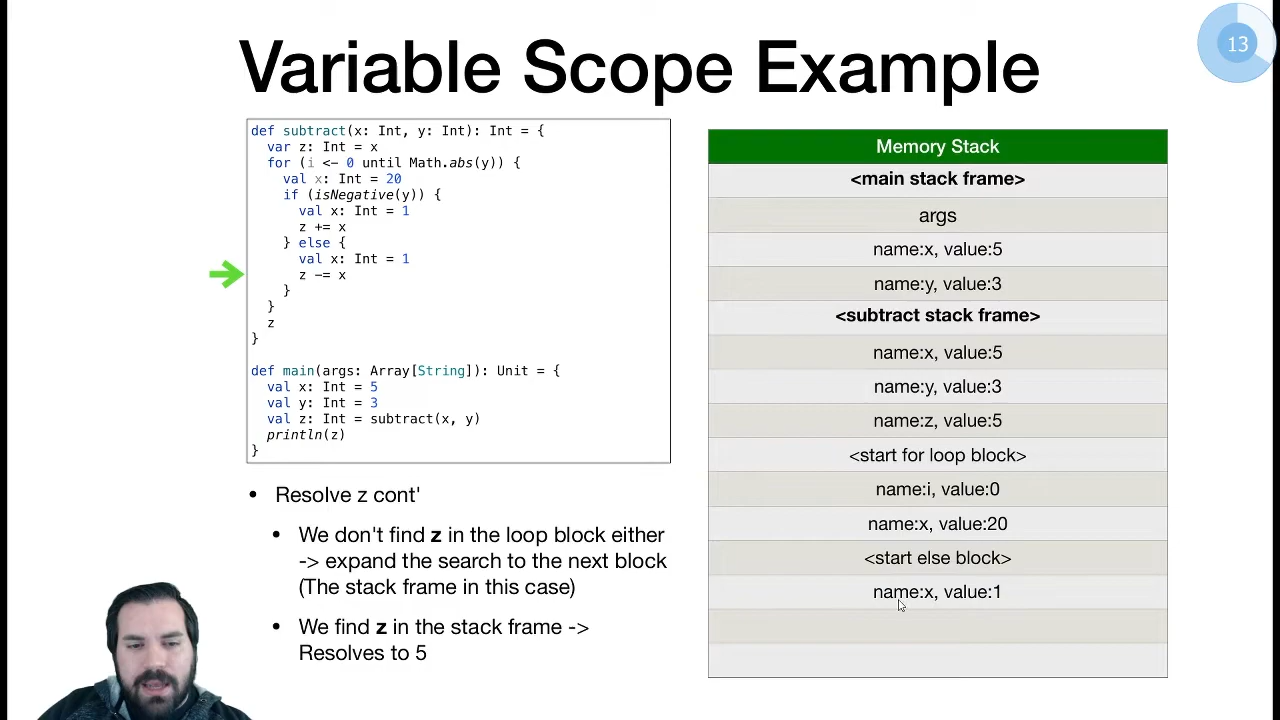 Variable Scope Example
13
def subtract(x: Int, y: Int): Int = {
var z: Int = x
for (i <- 0 until Math.abs(y)) {
val x: Int = 20
if (isNegative(y)) {
val x: Int = 1
z += x
} else {
val x: Int = 1
z -= x
}
}
z
}
def main(args: Array[String]): Unit = {
val x: Int = 5
val y: Int = 3
val z: Int = subtract(x, y)
println(z)
}
• Resolve z cont'
• We don't find z in the loop block either
-> expand the search to the next block
(The stack frame in this case)
• We find z in the stack frame ->
Resolves to 5
Memory Stack
<main stack frame>
args
name:x, value:5
name:y, value:3
<subtract stack frame>
name:x, value:5
name:y, value:3
name:z, value:5
<start for loop block>
name:i, value:0
name:x, value:20
<start else block>
name:x, value:1